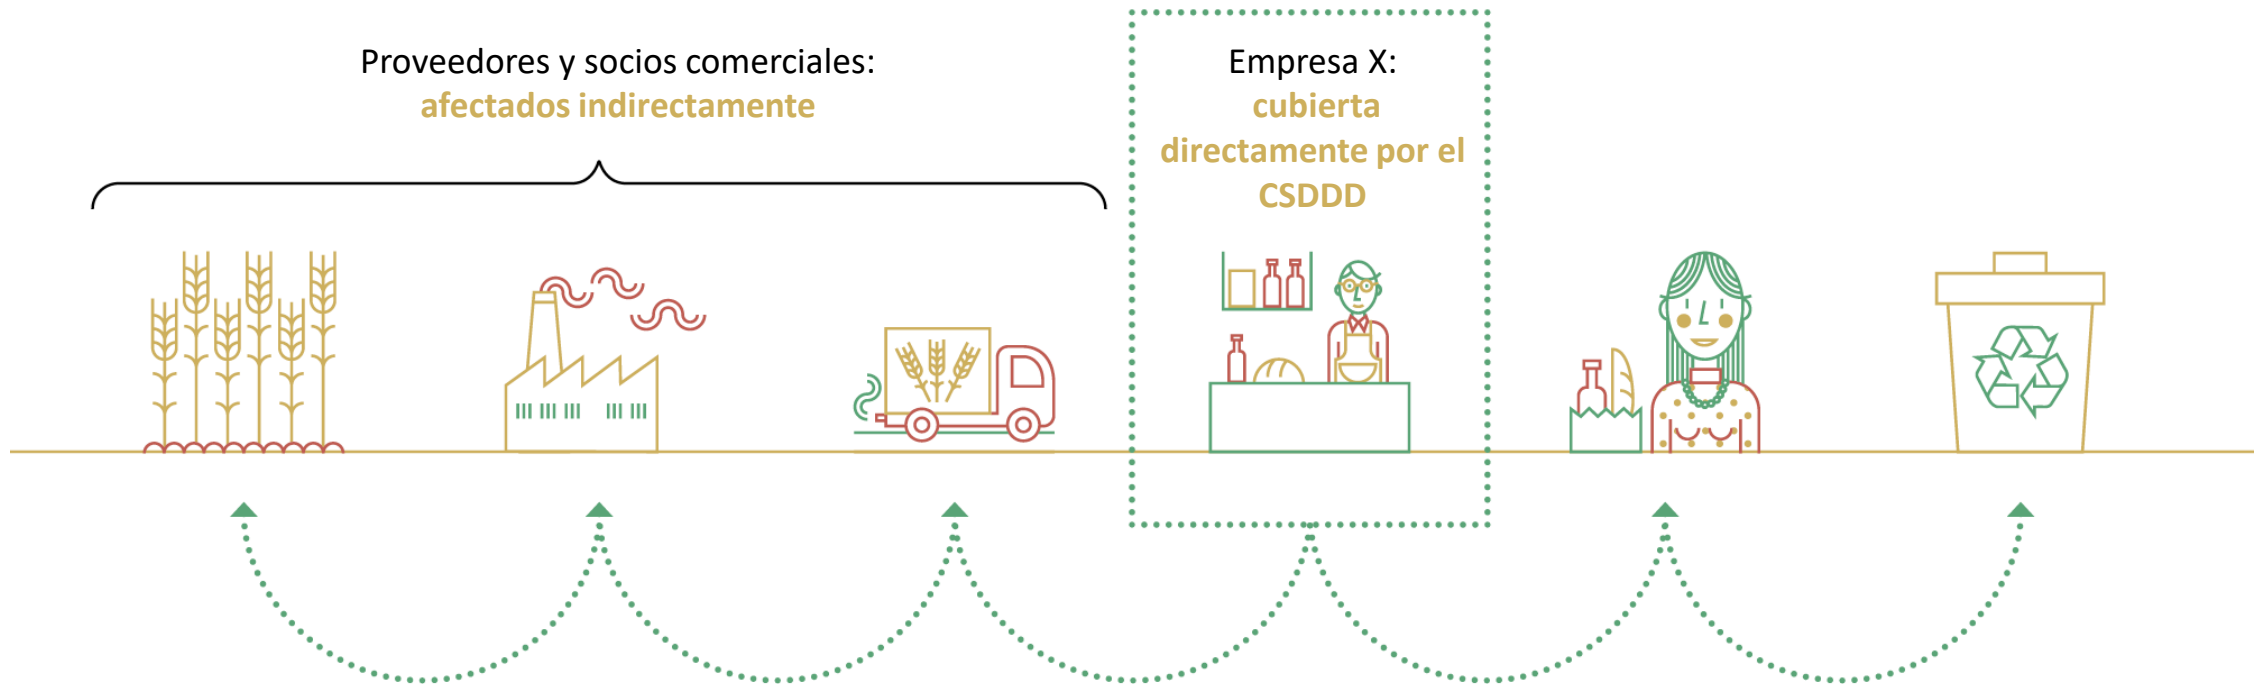 Proveedores y socios comerciales:
afectados indirectamente
Empresa X:
cubierta
directamente por el
CSDDD